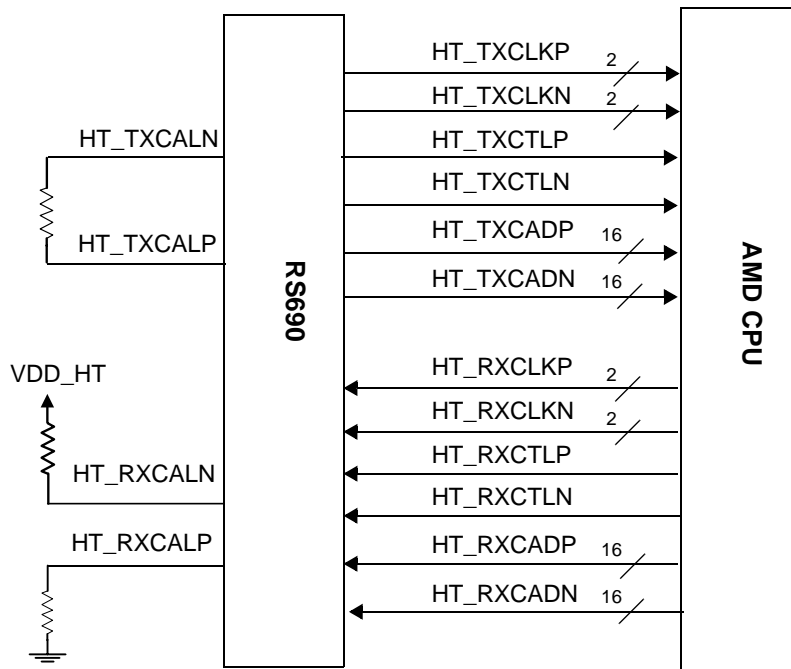 HT_TXCLKP
2
HT_TXCLKN
2
HT_TXCALN
HT_TXCTLP
HT_TXCTLN
HT_TXCALP
HT_TXCADP
16
HT_TXCADN
16
RS690
AMD CPU
VDD_HT
HT_RXCLKP
2
HT_RXCLKN
2
HT_RXCALN
HT_RXCTLP
HT_RXCTLN
HT_RXCALP
HT_RXCADP
16
HT_RXCADN
16